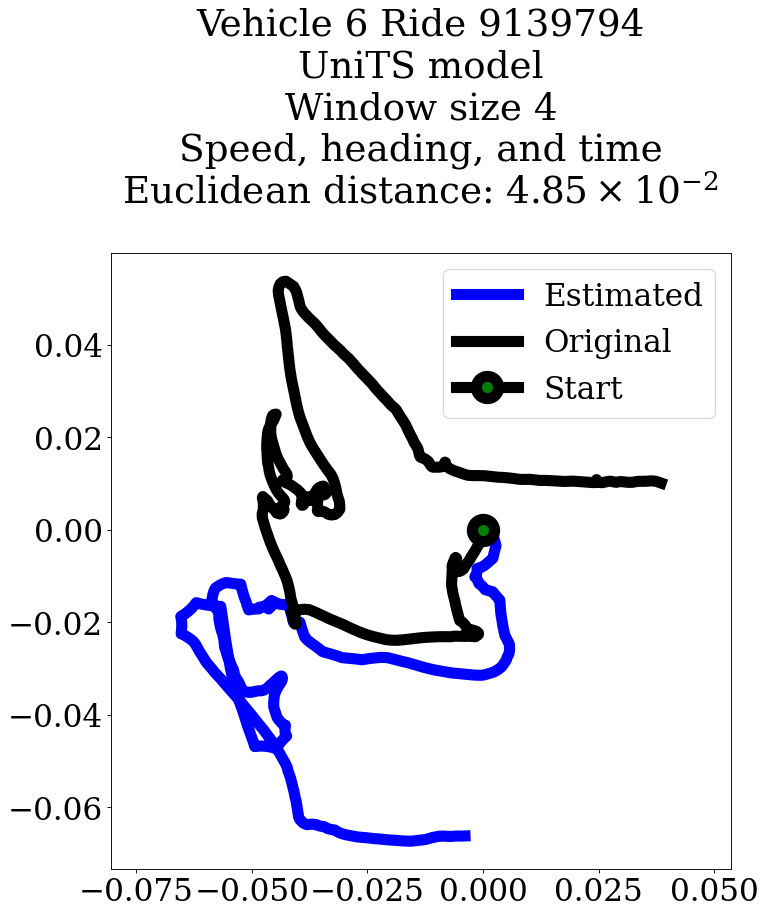 Vehicle 6 Ride 9139794
UniTS model
Window size 4
Speed, heading, and time
Euclidean distance: 4.85 × 10⁻²
Estimated
Original
Start
0.04
0.02
0.00
−0.02
−0.04
−0.06
−0.075 −0.050 −0.025 0.000 0.025 0.050